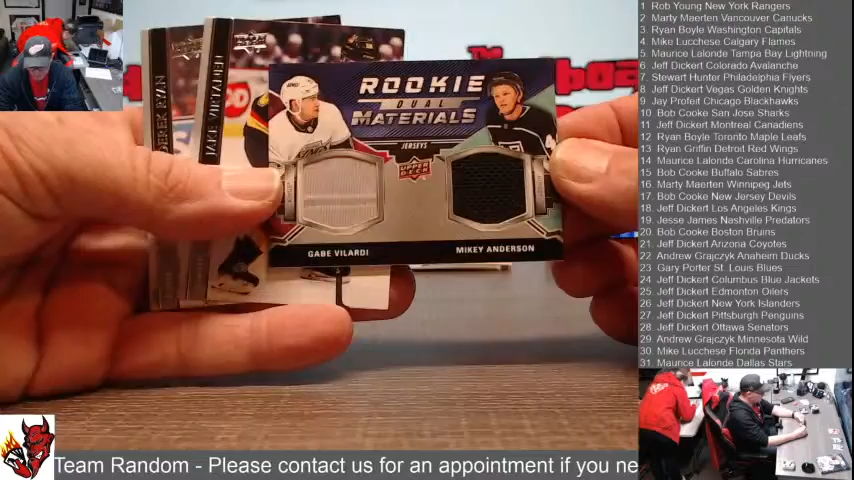 DEREK RYAN
UPPER DECK
JAKE VIRTANEN
ROOKIE
DUAL
MATERIALS
JERSEYS
UPPER DECK
GABE VILARDI
MIKEY ANDERSON
1 Rob Young New York Rangers
2 Marty Maerten Vancouver Canucks
3 Ryan Boyle Washington Capitals
4 Mike Lucchese Calgary Flames
5 Maurice Lalonde Tampa Bay Lightning
6 Jeff Dickert Colorado Avalanche
7 Stewart Hunter Philadelphia Flyers
8 Jeff Dickert Vegas Golden Knights
9 Jay Profeit Chicago Blackhawks
10 Bob Cooke San Jose Sharks
11 Jeff Dickert Montreal Canadiens
12 Ryan Boyle Toronto Maple Leafs
13 Ryan Griffin Detroit Red Wings
14 Maurice Lalonde Carolina Hurricanes
15 Bob Cooke Buffalo Sabres
16 Marty Maerten Winnipeg Jets
17 Bob Cooke New Jersey Devils
18. Jeff Dickert Los Angeles Kings
19 Jesse James Nashville Predators
20 Bob Cooke Boston Bruins
21 Jeff Dickert Arizona Coyotes
22 Andrew Grajczyk Anaheim Ducks
23 Gary Porter St. Louis Blues
24 Jeff Dickert Columbus Blue Jackets
25 Jeff Dickert Edmonton Oilers
26 Jeff Dickert New York Islanders
27 Jeff Dickert Pittsburgh Penguins
28 Jeff Dickert Ottawa Senators
29 Andrew Grajczyk Minnesota Wild
30. Mike Lucchese Florida Panthers
31. Maurice Lalonde Dallas Stars
Team Random - Please contact us for an appointment if you ne